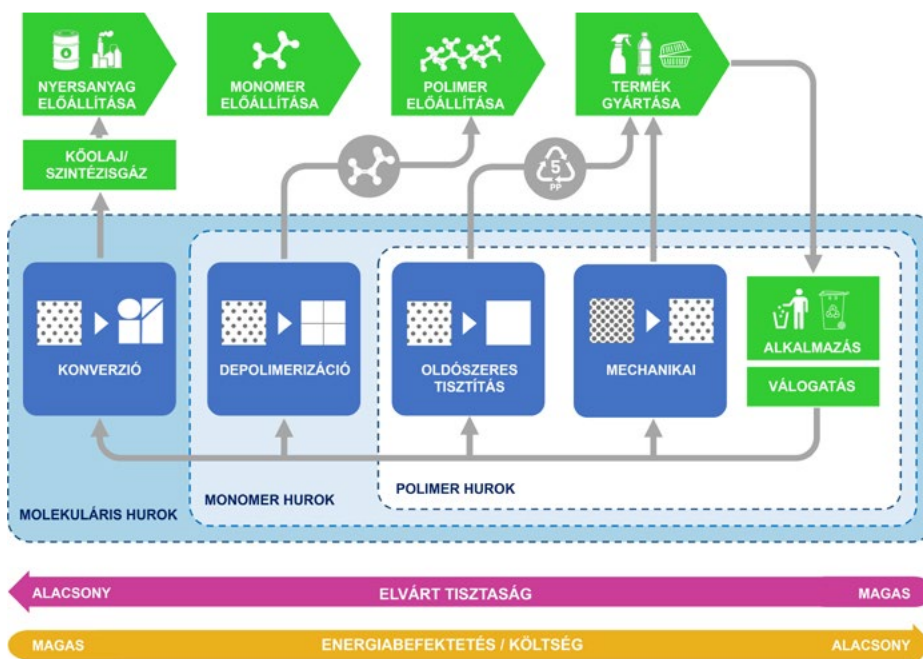 NYERSANYAG
ELŐÁLLÍTÁSA
MONOMER
ELŐÁLLÍTÁSA
POLIMER
ELŐÁLLÍTÁSA
TERMÉK
GYÁRTÁSA
KŐOLAJ/
SZINTÉZISGÁZ
5
PP
KONVERZIÓ
DEPOLIMERIZÁCIÓ
OLDÓSZERES
TISZTÍTÁS
MECHANIKAI
ALKALMAZÁS
VÁLOGATÁS
MOLEKULÁRIS HUROK
MONOMER HUROK
POLIMER HUROK
ALACSONY ELVÁRT TISZTASÁG MAGAS
MAGAS ENERGIABEFEKTETÉS / KÖLTSÉG ALACSONY